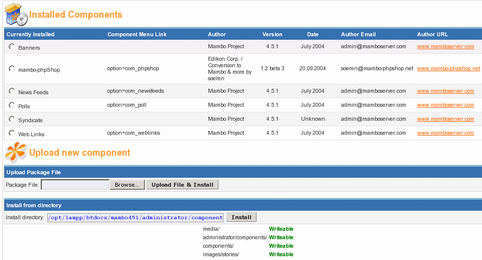 Installed Components
Currently Installed Component Menu Link Author Version Date Author Email Author URL
Banners Mambo Project 4.5.1 July 2004 admin@mamboserver.com www.mamboserver.com
mambo-phpShop option=com_phpshop Edikon Corp. / Conversion to Mambo & more by soeren 1.2 beta 3 20.09.2004 soeren@mambo-phpshop.net www.mambo-phpshop.net
News Feeds option=com_newsfeeds Mambo Project 4.5.1 July 2004 admin@mamboserver.com www.mamboserver.com
Polls option=com_poll Mambo Project 4.5.1 July 2004 admin@mamboserver.com www.mamboserver.com
Syndicate Mambo Project 4.5.1 Unknown admin@mamboserver.com www.mamboserver.com
Web Links option=com_weblinks Mambo Project 4.5.1 July 2004 admin@mamboserver.com www.mamboserver.com
Upload new component
Upload Package File
Package File: Browse... Upload File & Install
Install from directory
Install directory: /opt/lampp/htdocs/mambo451/administrator/component Install
media/ Writeable
administrator/components/ Writeable
components/ Writeable
images/stories/ Writeable